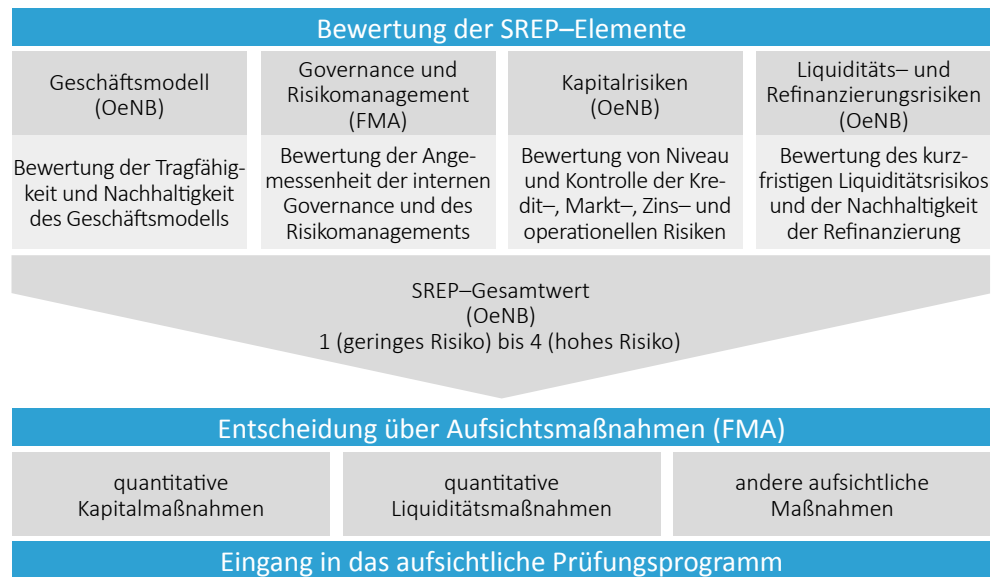 Bewertung der SREP–Elemente
Geschäftsmodell
(OeNB)
Governance und
Risikomanagement
(FMA)
Kapitalrisiken
(OeNB)
Liquiditäts– und
Refinanzierungsrisiken
(OeNB)
Bewertung der Tragfähig-
keit und Nachhaltigkeit
des Geschäftsmodells
Bewertung der Ange-
messenheit der internen
Governance und des
Risikomanagements
Bewertung von Niveau
und Kontrolle der Kre-
dit–, Markt–, Zins– und
operationellen Risiken
Bewertung des kurz-
fristigen Liquiditätsrisikos
und der Nachhaltigkeit
der Refinanzierung
SREP–Gesamtwert
(OeNB)
1 (geringes Risiko) bis 4 (hohes Risiko)
Entscheidung über Aufsichtsmaßnahmen (FMA)
quantitative
Kapitalmaßnahmen
quantitative
Liquiditätsmaßnahmen
andere aufsichtliche
Maßnahmen
Eingang in das aufsichtliche Prüfungsprogramm